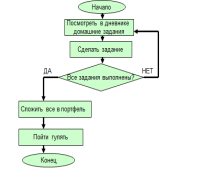 Начало
Посмотреть в дневнике
домашние задания
Сделать задание
ДА
НЕТ
Все задания выполнены?
Сложить все в портфель
Пойти гулять
Конец